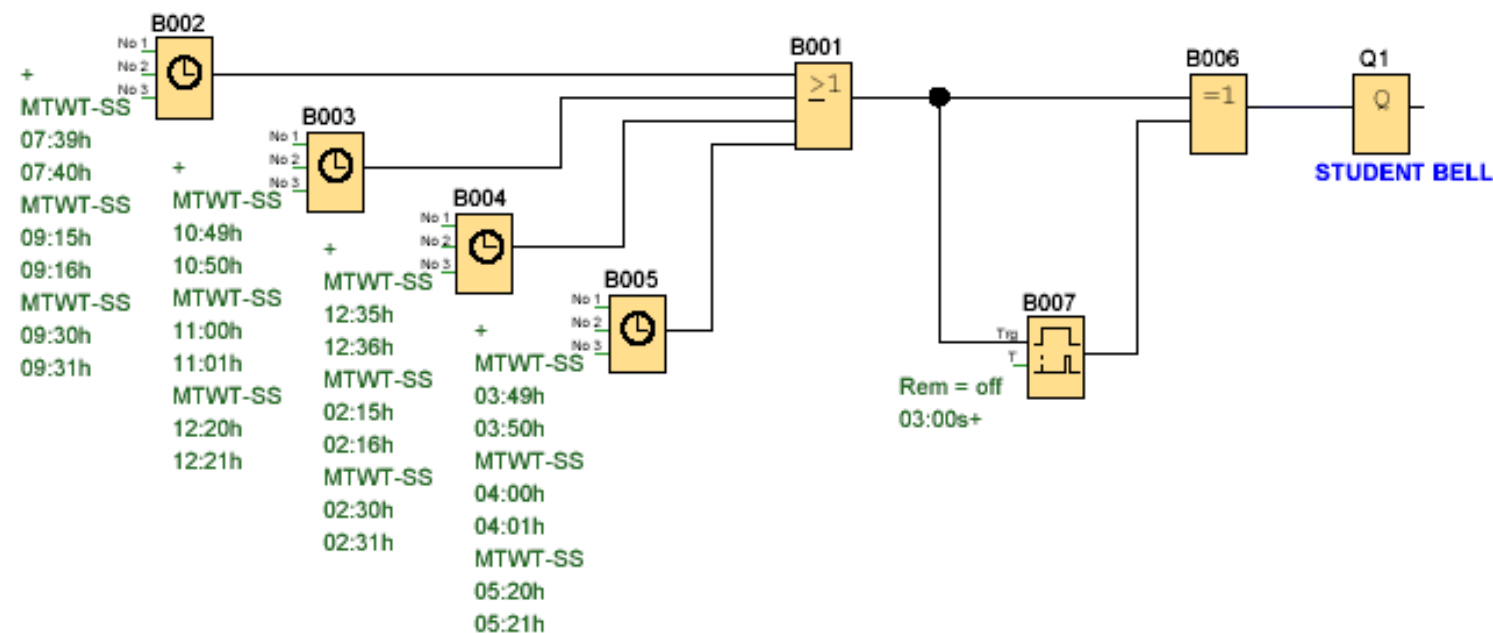 B002
No 1
No 2
No 3
+
MTWT-SS
07:39h
07:40h
MTWT-SS
09:15h
09:16h
MTWT-SS
09:30h
09:31h
B003
No 1
No 2
No 3
+
MTWT-SS
10:49h
10:50h
MTWT-SS
11:00h
11:01h
MTWT-SS
12:20h
12:21h
B004
No 1
No 2
No 3
+
MTWT-SS
12:35h
12:36h
MTWT-SS
02:15h
02:16h
MTWT-SS
02:30h
02:31h
B005
No 1
No 2
No 3
+
MTWT-SS
03:49h
03:50h
MTWT-SS
04:00h
04:01h
MTWT-SS
05:20h
05:21h
B001
≥1
B007
Trg
T
Rem = off
03:00s+
B006
=1
Q1
Q
STUDENT BELL